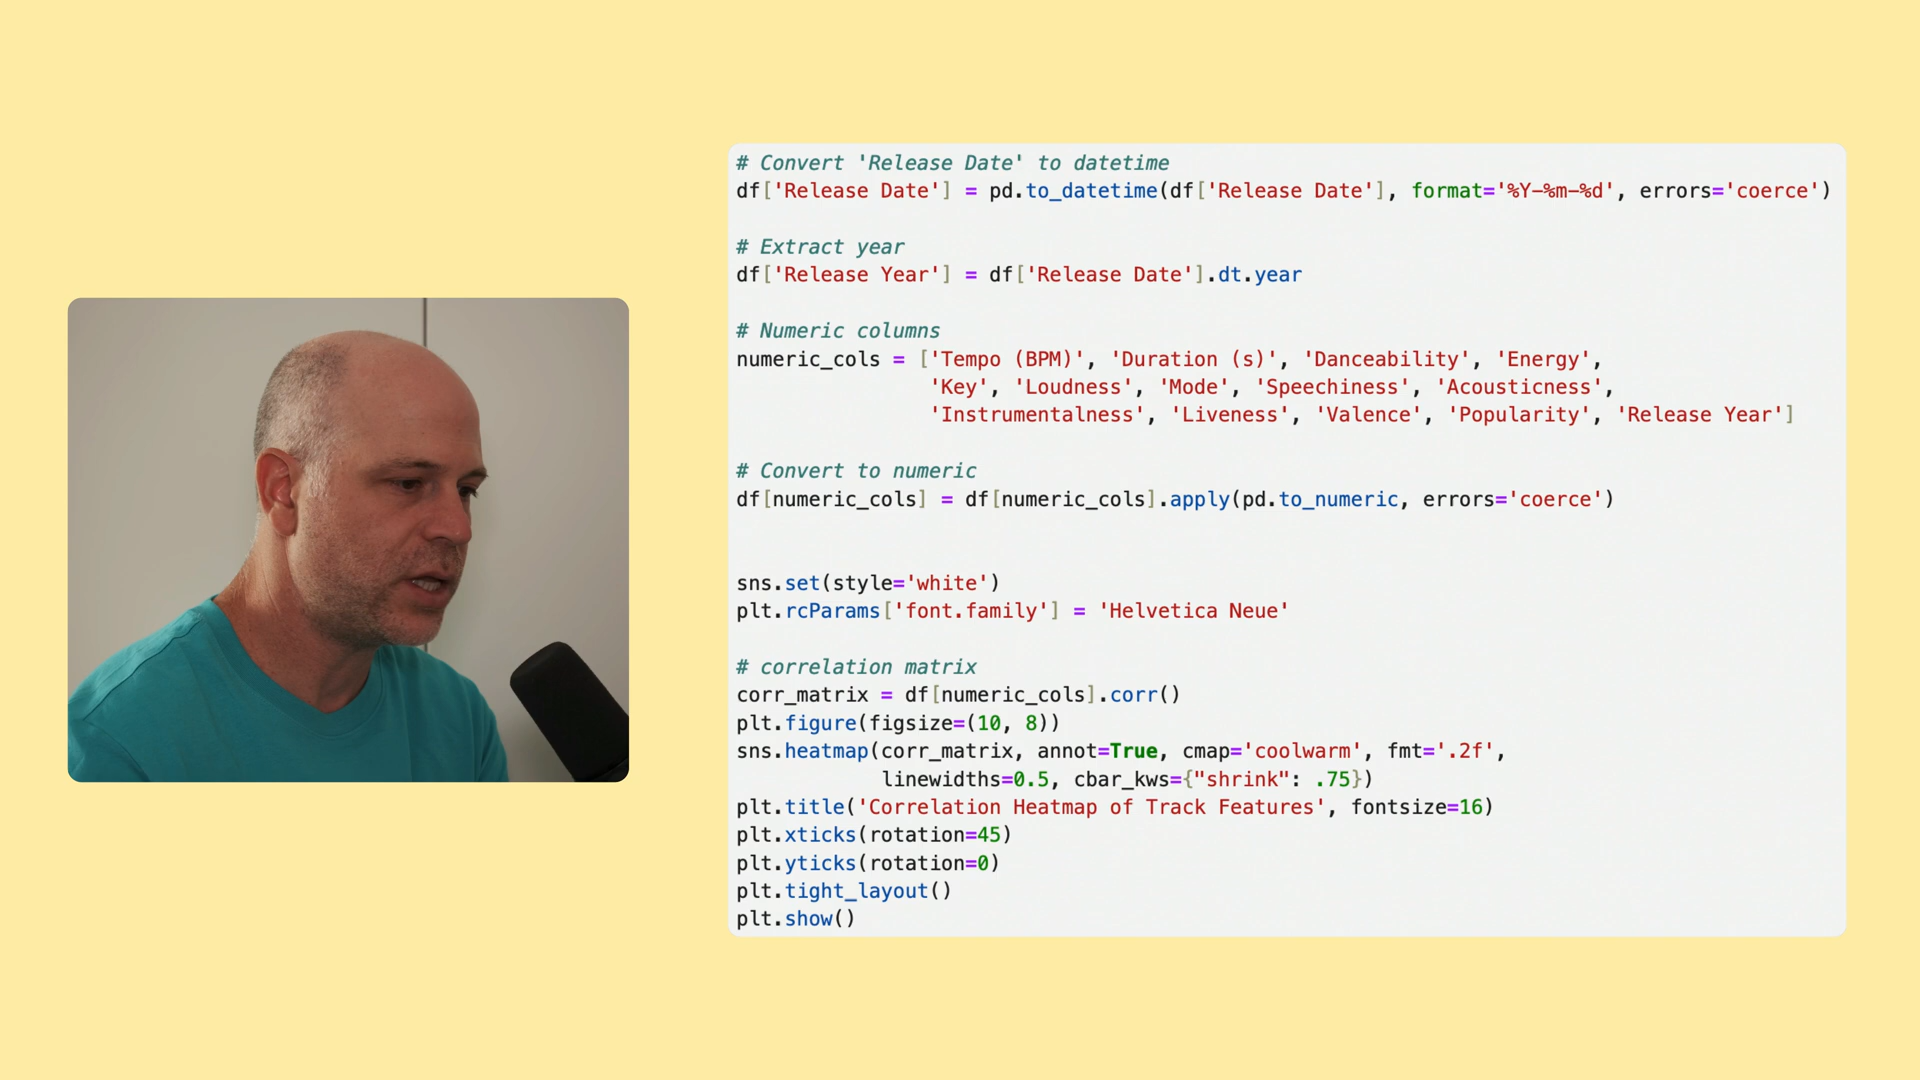 # Convert 'Release Date' to datetime
df['Release Date'] = pd.to_datetime(df['Release Date'], format='%Y-%m-%d', errors='coerce')
# Extract year
df['Release Year'] = df['Release Date'].dt.year
# Numeric columns
numeric_cols = ['Tempo (BPM)', 'Duration (s)', 'Danceability', 'Energy',
'Key', 'Loudness', 'Mode', 'Speechiness', 'Acousticness',
'Instrumentalness', 'Liveness', 'Valence', 'Popularity', 'Release Year']
# Convert to numeric
df[numeric_cols] = df[numeric_cols].apply(pd.to_numeric, errors='coerce')
sns.set(style='white')
plt.rcParams['font.family'] = 'Helvetica Neue'
# correlation matrix
corr_matrix = df[numeric_cols].corr()
plt.figure(figsize=(10, 8))
sns.heatmap(corr_matrix, annot=True, cmap='coolwarm', fmt='.2f',
linewidths=0.5, cbar_kws={"shrink": .75})
plt.title('Correlation Heatmap of Track Features', fontsize=16)
plt.xticks(rotation=45)
plt.yticks(rotation=0)
plt.tight_layout()
plt.show()